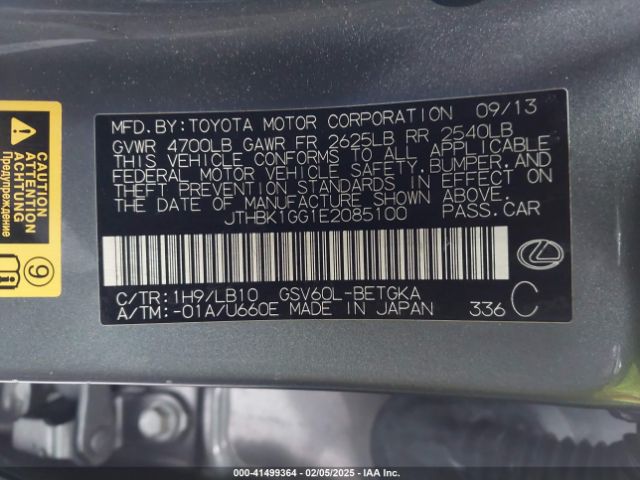 MFD.BY:TOYOTA MOTOR CORPORATION 09/13
GVWR 4700LB GAWR FR 2625LB RR 2540LB
THIS VEHICLE CONFORMS TO ALL APPLICABLE
FEDERAL MOTOR VEHICLE SAFETY,BUMPER,AND
THEFT PREVENTION STANDARDS IN EFFECT ON
THE DATE OF MANUFACTURE SHOWN ABOVE.
JTHBK1GG1E2085100 PASS.CAR
C/TR:1H9/LB10 GSV60L-BETGKA
A/TM:-01A/U660E MADE IN JAPAN 336 C
CAUTION
ATTENTION
ACHTUNG
Предупреждение
9
000-41499364 - 02/05/2025 - IAA Inc.